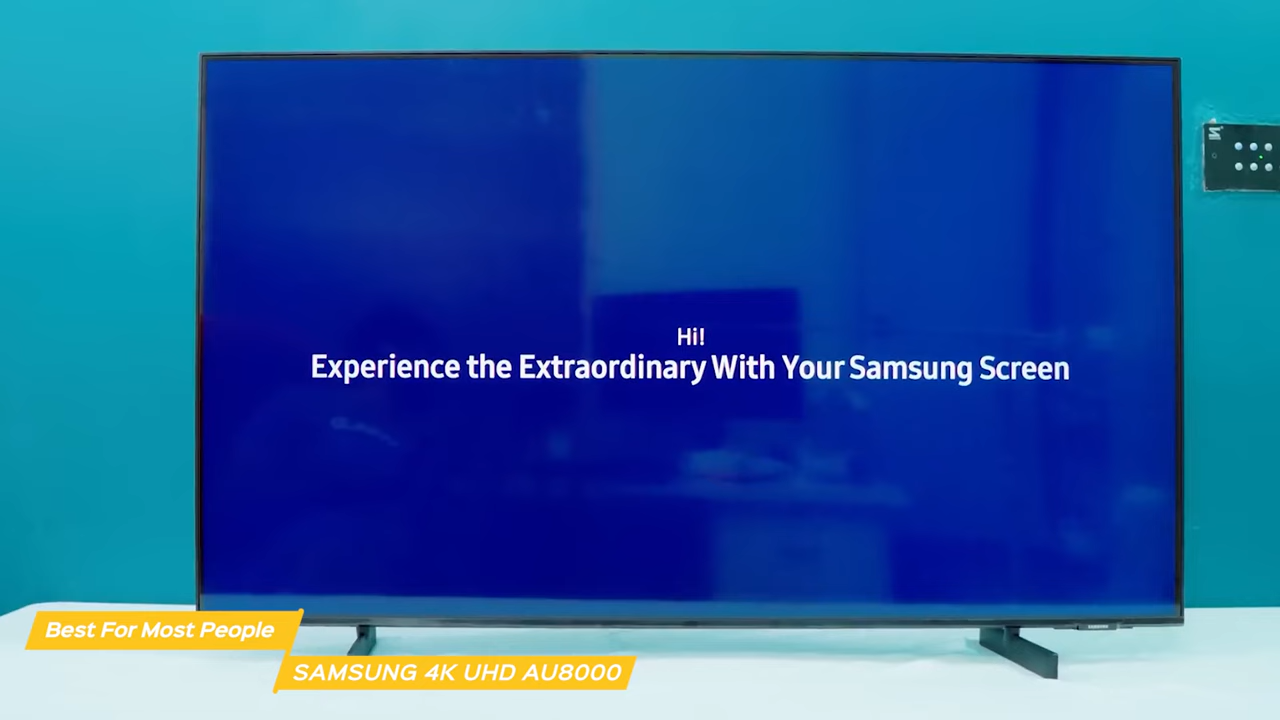 Hi!
Experience the Extraordinary With Your Samsung Screen
Best For Most People
SAMSUNG 4K UHD AU8000